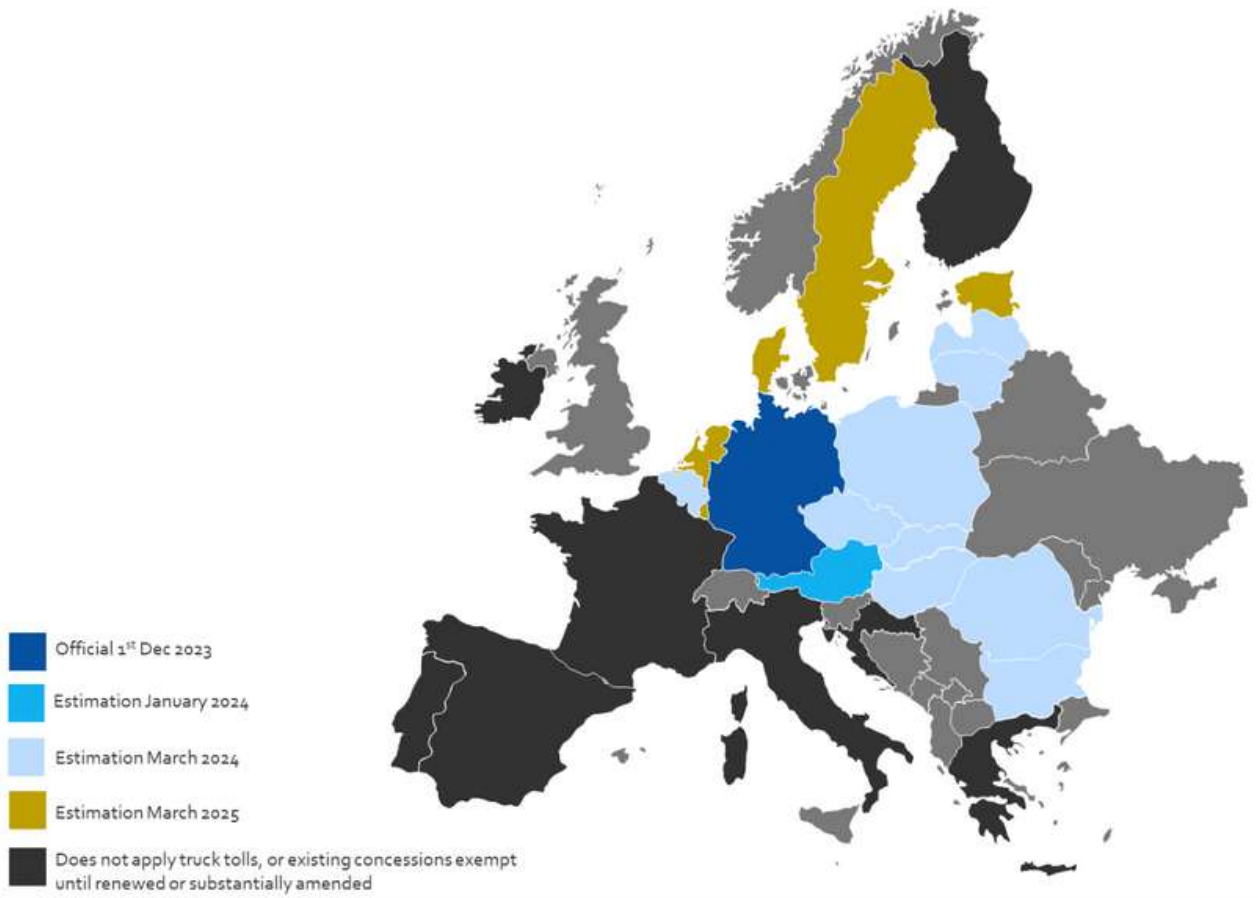 Official 1st Dec 2023
Estimation January 2024
Estimation March 2024
Estimation March 2025
Does not apply truck tolls, or existing concessions exempt
until renewed or substantially amended